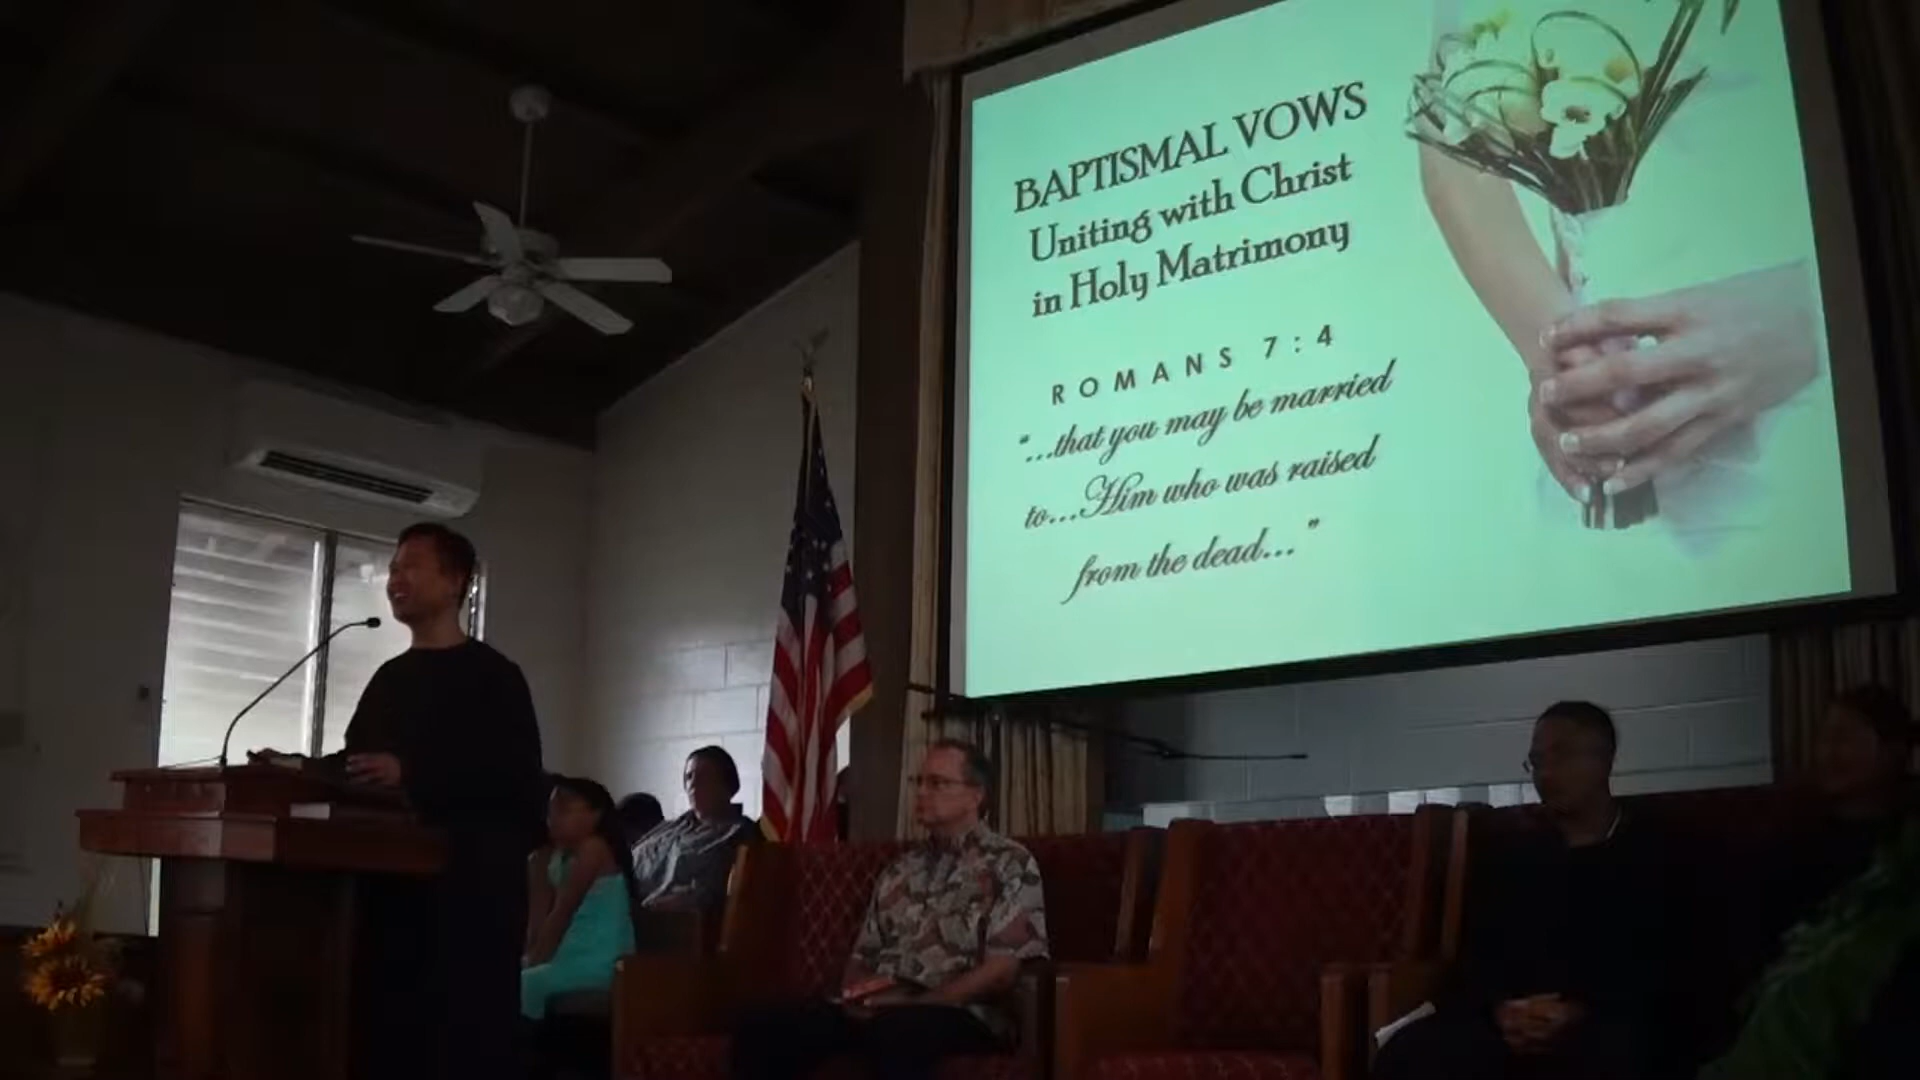 BAPTISMAL VOWS
Uniting with Christ
in Holy Matrimony
ROMANS 7:4
“...that you may be married
to...Him who was raised
from the dead...”